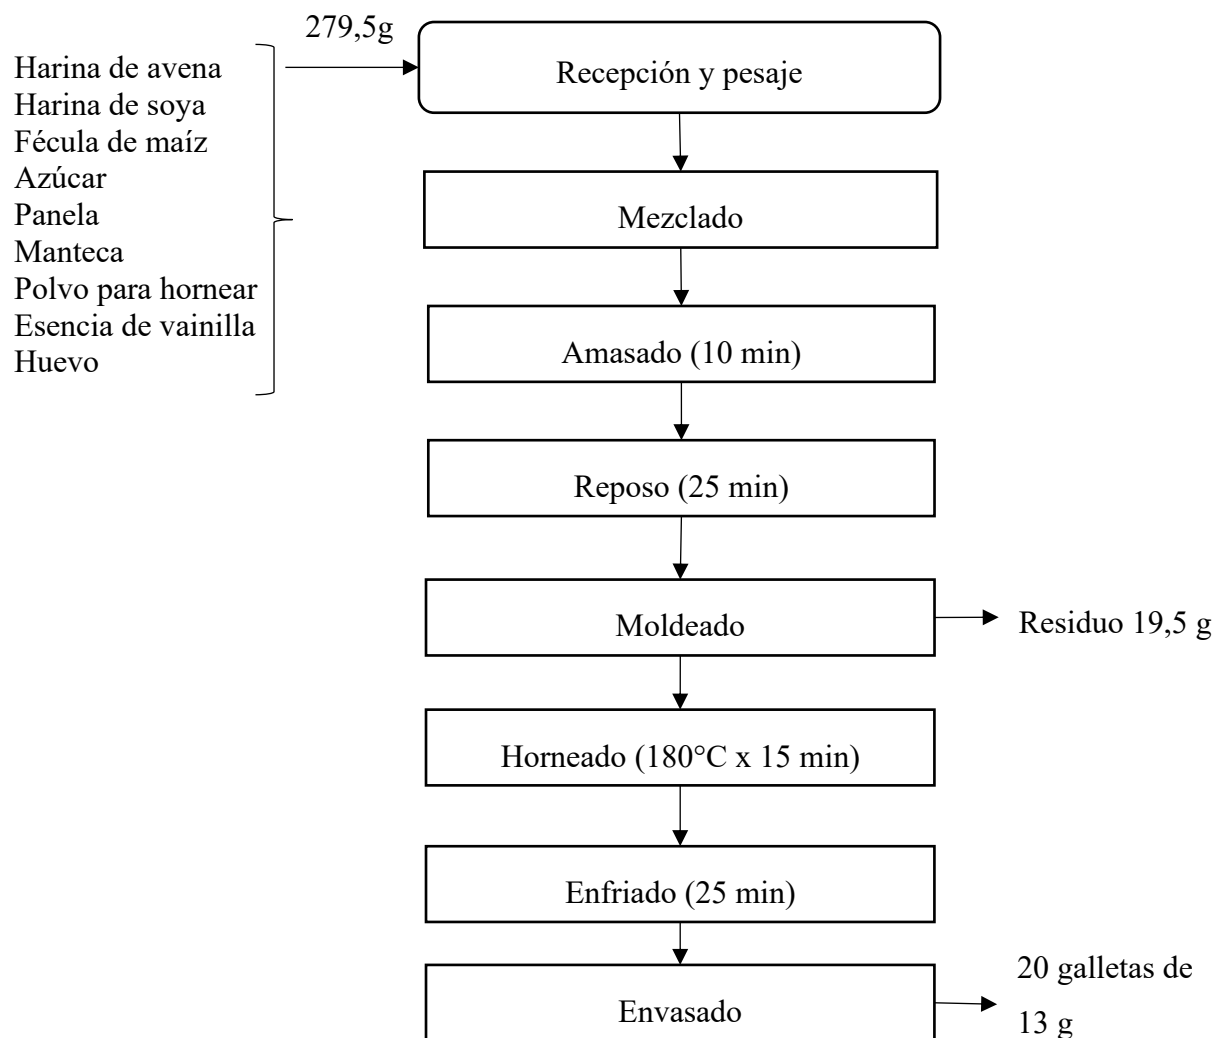 279,5g
Harina de avena
Harina de soya
Fécula de maíz
Azúcar
Panela
Manteca
Polvo para hornear
Esencia de vainilla
Huevo
Recepción y pesaje
Mezclado
Amasado (10 min)
Reposo (25 min)
Moldeado
Residuo 19,5 g
Horneado (180°C x 15 min)
Enfriado (25 min)
Envasado
20 galletas de
13 g